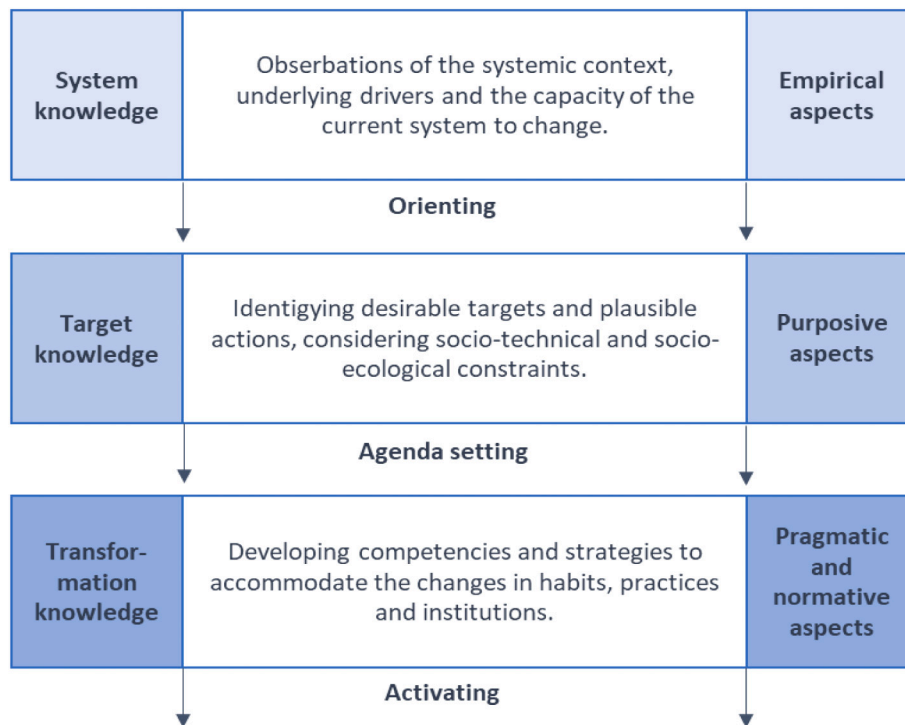 System
knowledge
Obserbations of the systemic context,
underlying drivers and the capacity of the
current system to change.
Empirical
aspects
Orienting
Target
knowledge
Identigying desirable targets and plausible
actions, considering socio-technical and socio-
ecological constraints.
Purposive
aspects
Agenda setting
Transfor-
mation
knowledge
Developing competencies and strategies to
accommodate the changes in habits, practices
and institutions.
Pragmatic
and
normative
aspects
Activating